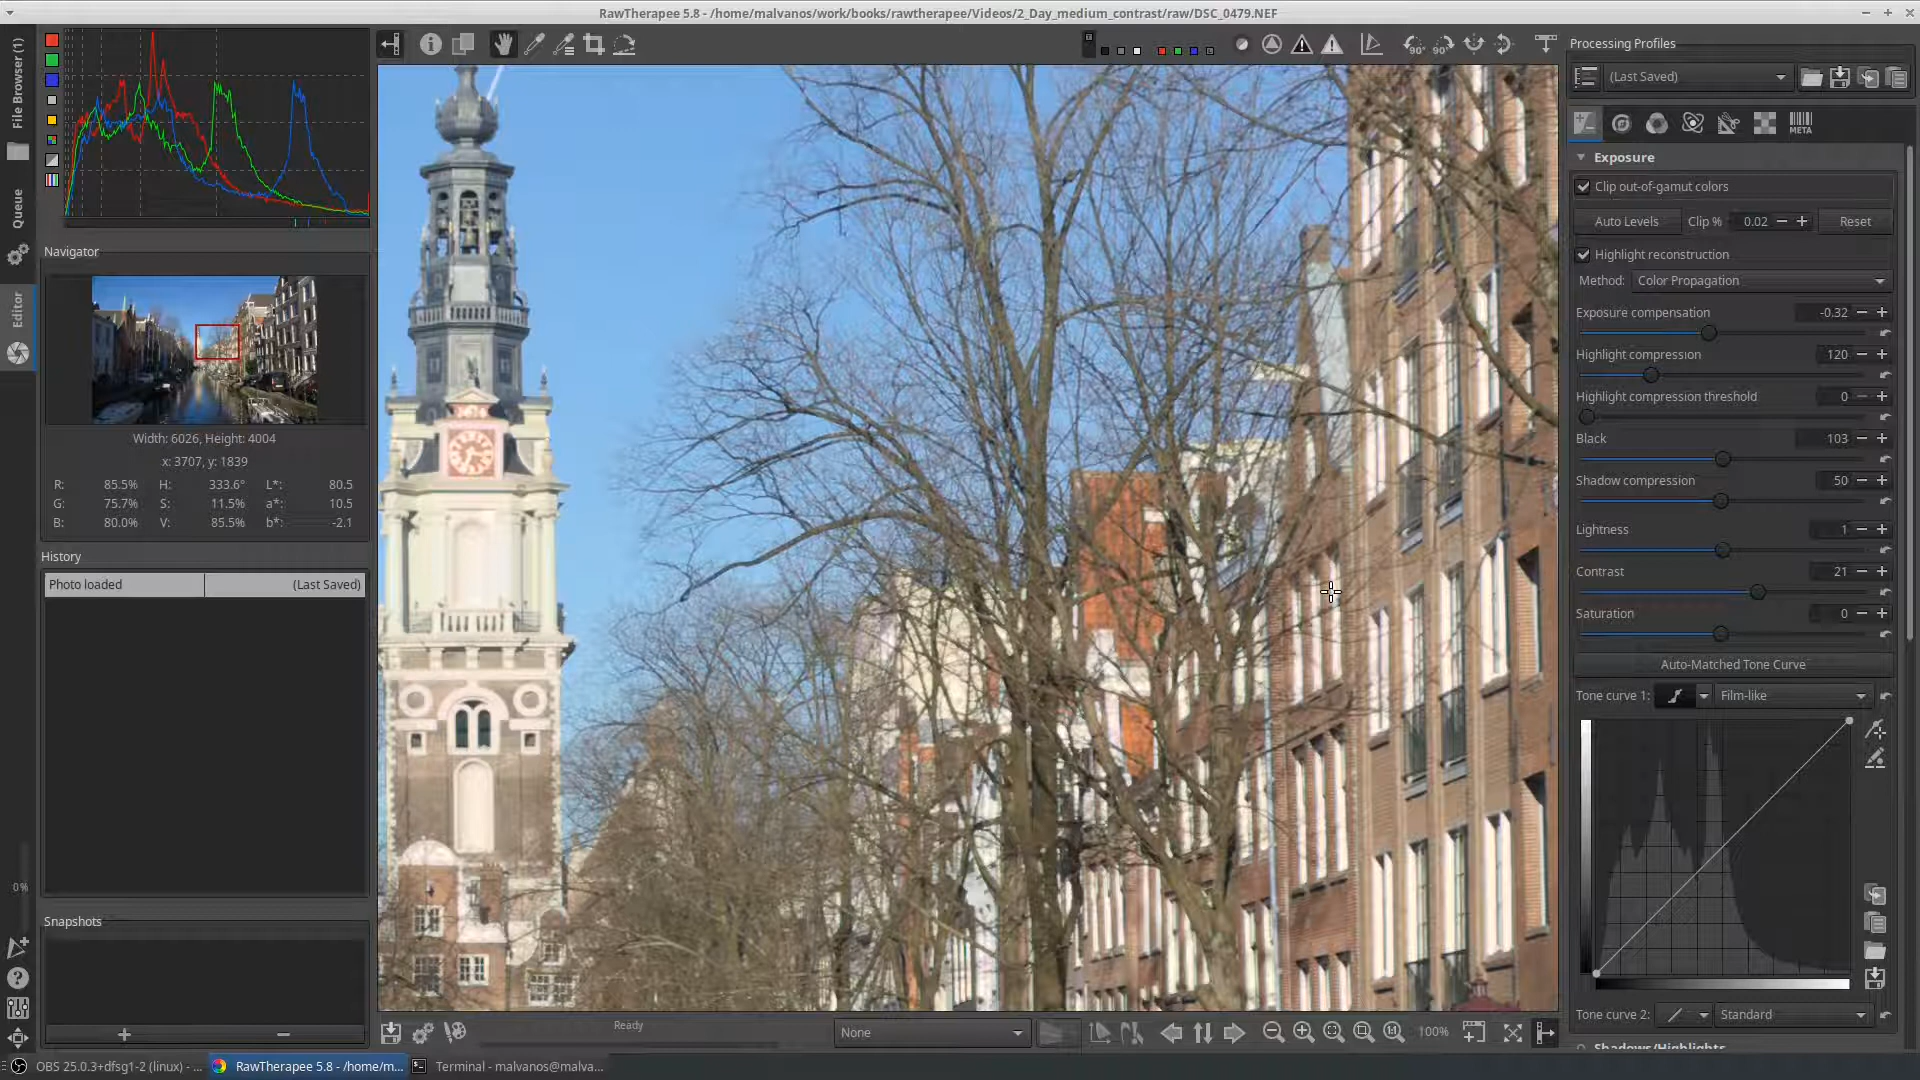 RawTherapee 5.8 - /home/malvanos/work/books/rawtherapee/Videos/2_Day_medium_contrast/raw/DSC_0479.NEF
File Browser (1)
Queue
Editor
0%
Navigator
Width: 6026, Height: 4004
x: 3707, y: 1839
R: 85.5% H: 333.6° L*: 80.5
G: 75.7% S: 11.5% a*: 10.5
B: 80.0% V: 85.5% b*: -2.1
History
Photo loaded (Last Saved)
Snapshots
90° 90°
Processing Profiles
(Last Saved)
META
Exposure
Clip out-of-gamut colors
Auto Levels Clip % 0.02 Reset
Highlight reconstruction
Method: Color Propagation
Exposure compensation -0.32
Highlight compression 120
Highlight compression threshold 0
Black 103
Shadow compression 50
Lightness 1
Contrast 21
Saturation 0
Auto-Matched Tone Curve
Tone curve 1: Film-like
Tone curve 2: Standard
Shadows/Highlights
Ready
None
100%
OBS 25.0.3+dfsg1-2 (linux) - ...
RawTherapee 5.8 - /home/m...
Terminal - malvanos@malva...